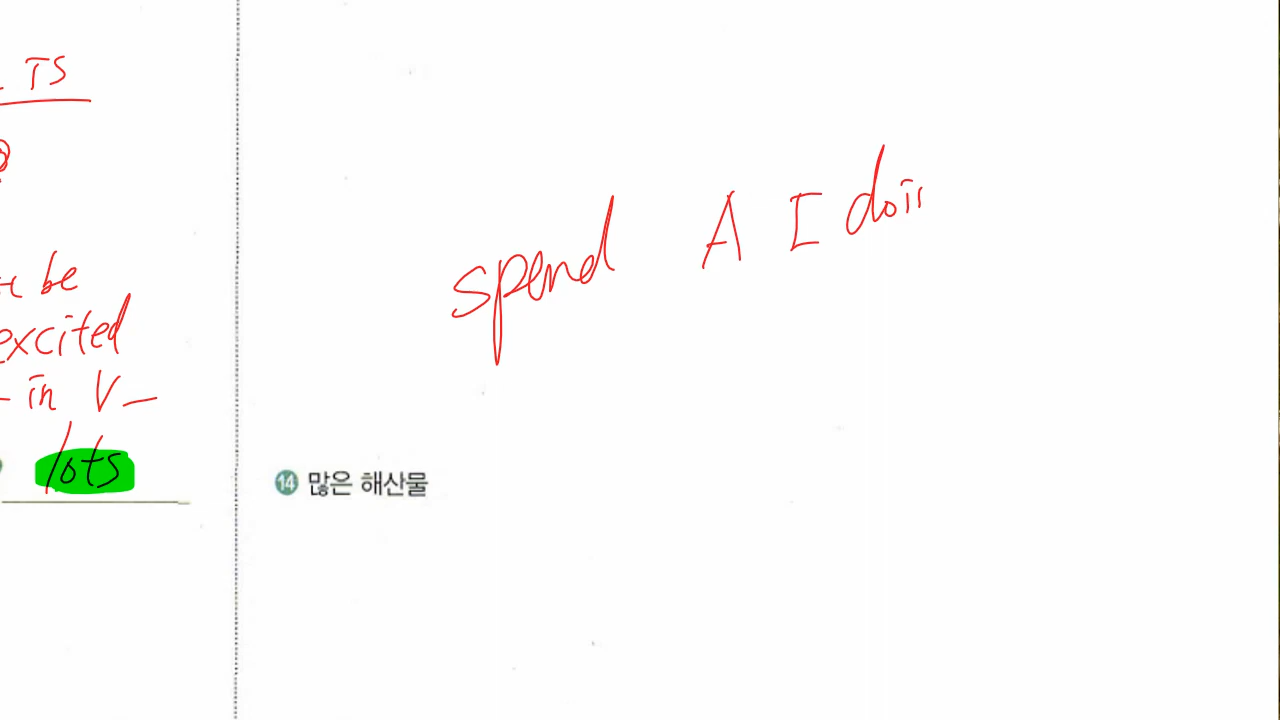 TS
be
excited
in V
lots
spend A I doi
14 많은 해산물